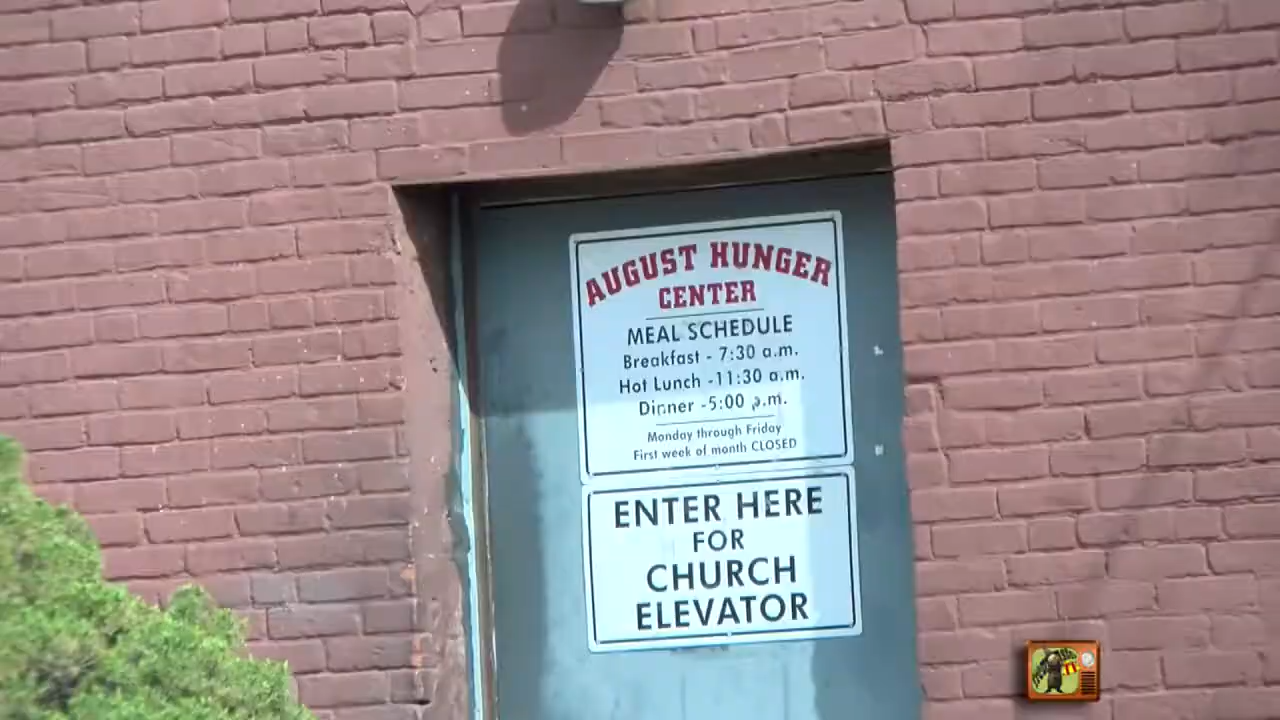 AUGUST HUNGER
CENTER
MEAL SCHEDULE
Breakfast - 7:30 a.m.
Hot Lunch -11:30 a.m.
Dinner -5:00 p.m.
Monday through Friday
First week of month CLOSED
ENTER HERE
FOR
CHURCH
ELEVATOR